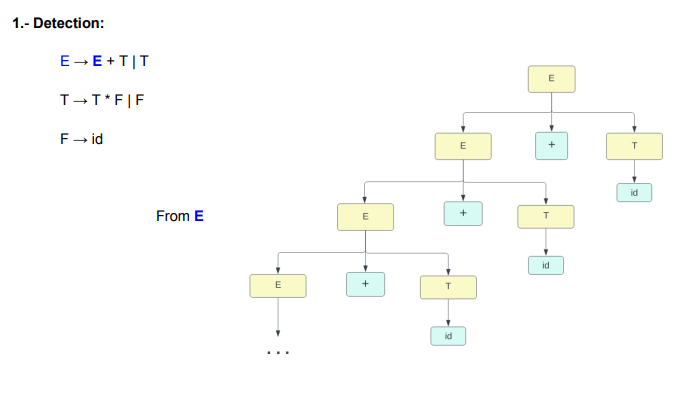 1.- Detection:
E → E + T | T
T → T * F | F
F → id
From E
E
E + T
id
E + T
id
E + T
id
...